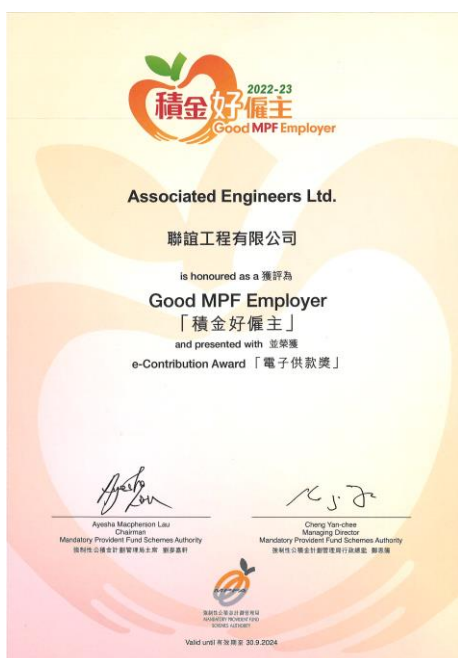 2022-23
積金好僱主
Good MPF Employer
Associated Engineers Ltd.
聯誼工程有限公司
is honoured as a 獲評為
Good MPF Employer
「積金好僱主」
and presented with 並榮獲
e-Contribution Award 「電子供款獎」
Ayesha Macpherson Lau
Chairman
Mandatory Provident Fund Schemes Authority
強制性公積金計劃管理局主席 劉麥嘉軒
Cheng Yan-chee
Managing Director
Mandatory Provident Fund Schemes Authority
強制性公積金計劃管理局行政總監 鄭恩賜
MPFA
強制性公積金計劃管理局
MANDATORY PROVIDENT FUND
SCHEMES AUTHORITY
Valid until 有效期至 30.9.2024